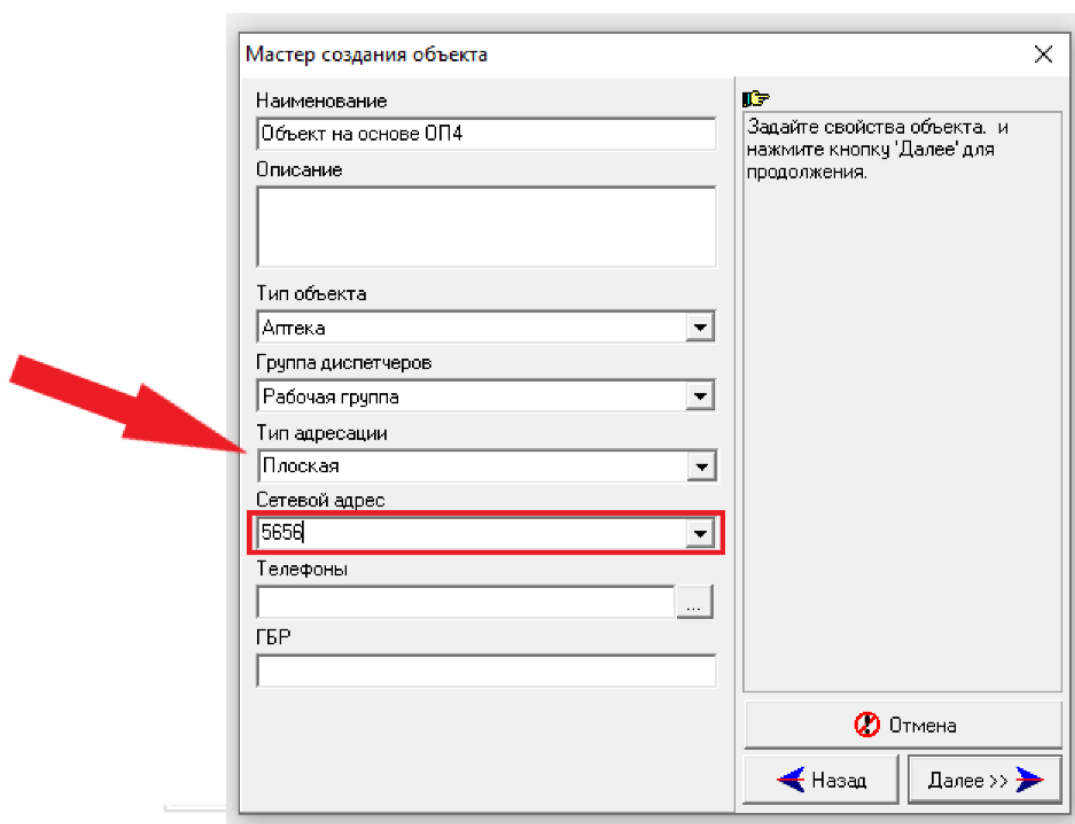 Мастер создания объекта
Наименование
Объект на основе ОП4
Описание
Тип объекта
Аптека
Группа диспетчеров
Рабочая группа
Тип адресации
Плоская
Сетевой адрес
5656
Телефоны
...
ГБР
Задайте свойства объекта. и
нажмите кнопку 'Далее' для
продолжения.
Отмена
Назад
Далее >>